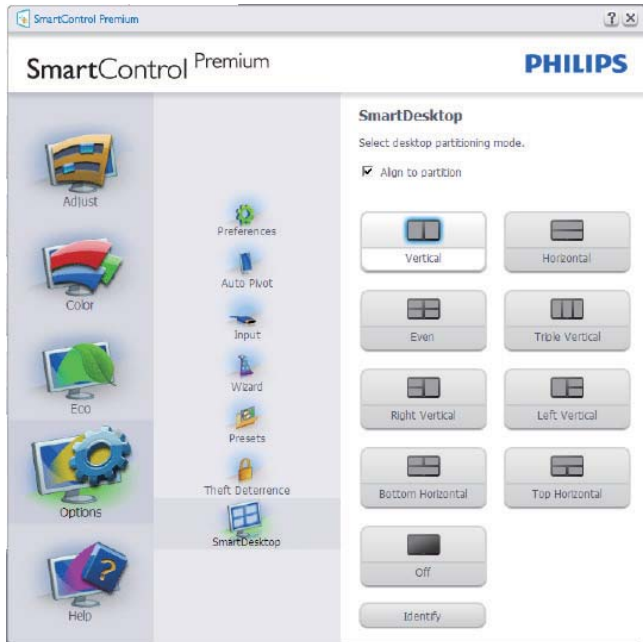 SmartControl Premium
SmartControl Premium
PHILIPS
Adjust
Color
Eco
Options
Help
Preferences
Auto Pivot
Input
Wizard
Presets
Theft Deterrence
SmartDesktop
SmartDesktop
Select desktop partitioning mode.
Align to partition
Vertical
Horizontal
Even
Triple Vertical
Right Vertical
Left Vertical
Bottom Horizontal
Top Horizontal
Off
Identify